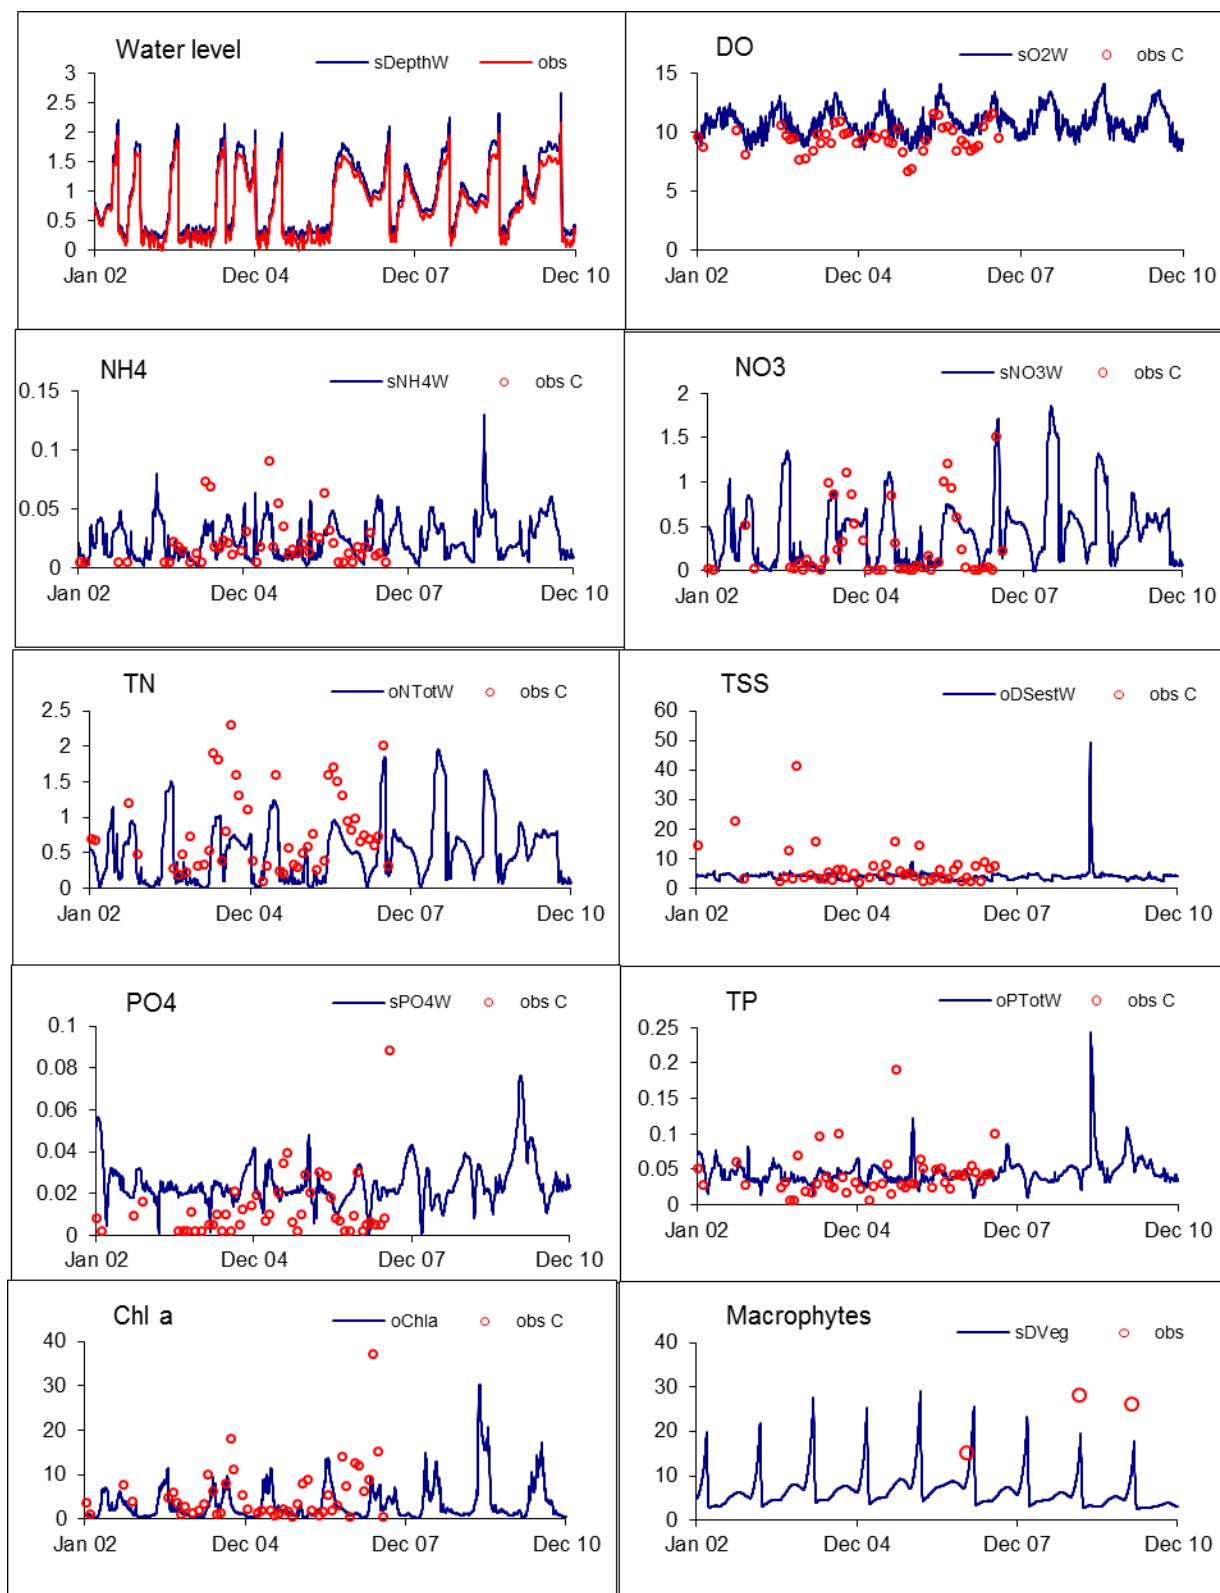 Water level
sDepthW obs
3
2.5
2
1.5
1
0.5
0
Jan 02 Dec 04 Dec 07 Dec 10
DO
sO2W obs C
15
10
5
0
Jan 02 Dec 04 Dec 07 Dec 10
NH4
sNH4W obs C
0.15
0.1
0.05
0
Jan 02 Dec 04 Dec 07 Dec 10
NO3
sNO3W obs C
2
1.5
1
0.5
0
Jan 02 Dec 04 Dec 07 Dec 10
TN
oNTotW obs C
2.5
2
1.5
1
0.5
0
Jan 02 Dec 04 Dec 07 Dec 10
TSS
oDSestW obs C
60
50
40
30
20
10
0
Jan 02 Dec 04 Dec 07 Dec 10
PO4
sPO4W obs C
0.1
0.08
0.06
0.04
0.02
0
Jan 02 Dec 04 Dec 07 Dec 10
TP
oPTotW obs C
0.25
0.2
0.15
0.1
0.05
0
Jan 02 Dec 04 Dec 07 Dec 10
Chl a
oChla obs C
40
30
20
10
0
Jan 02 Dec 04 Dec 07 Dec 10
Macrophytes
sDVeg obs
40
30
20
10
0
Jan 02 Dec 04 Dec 07 Dec 10